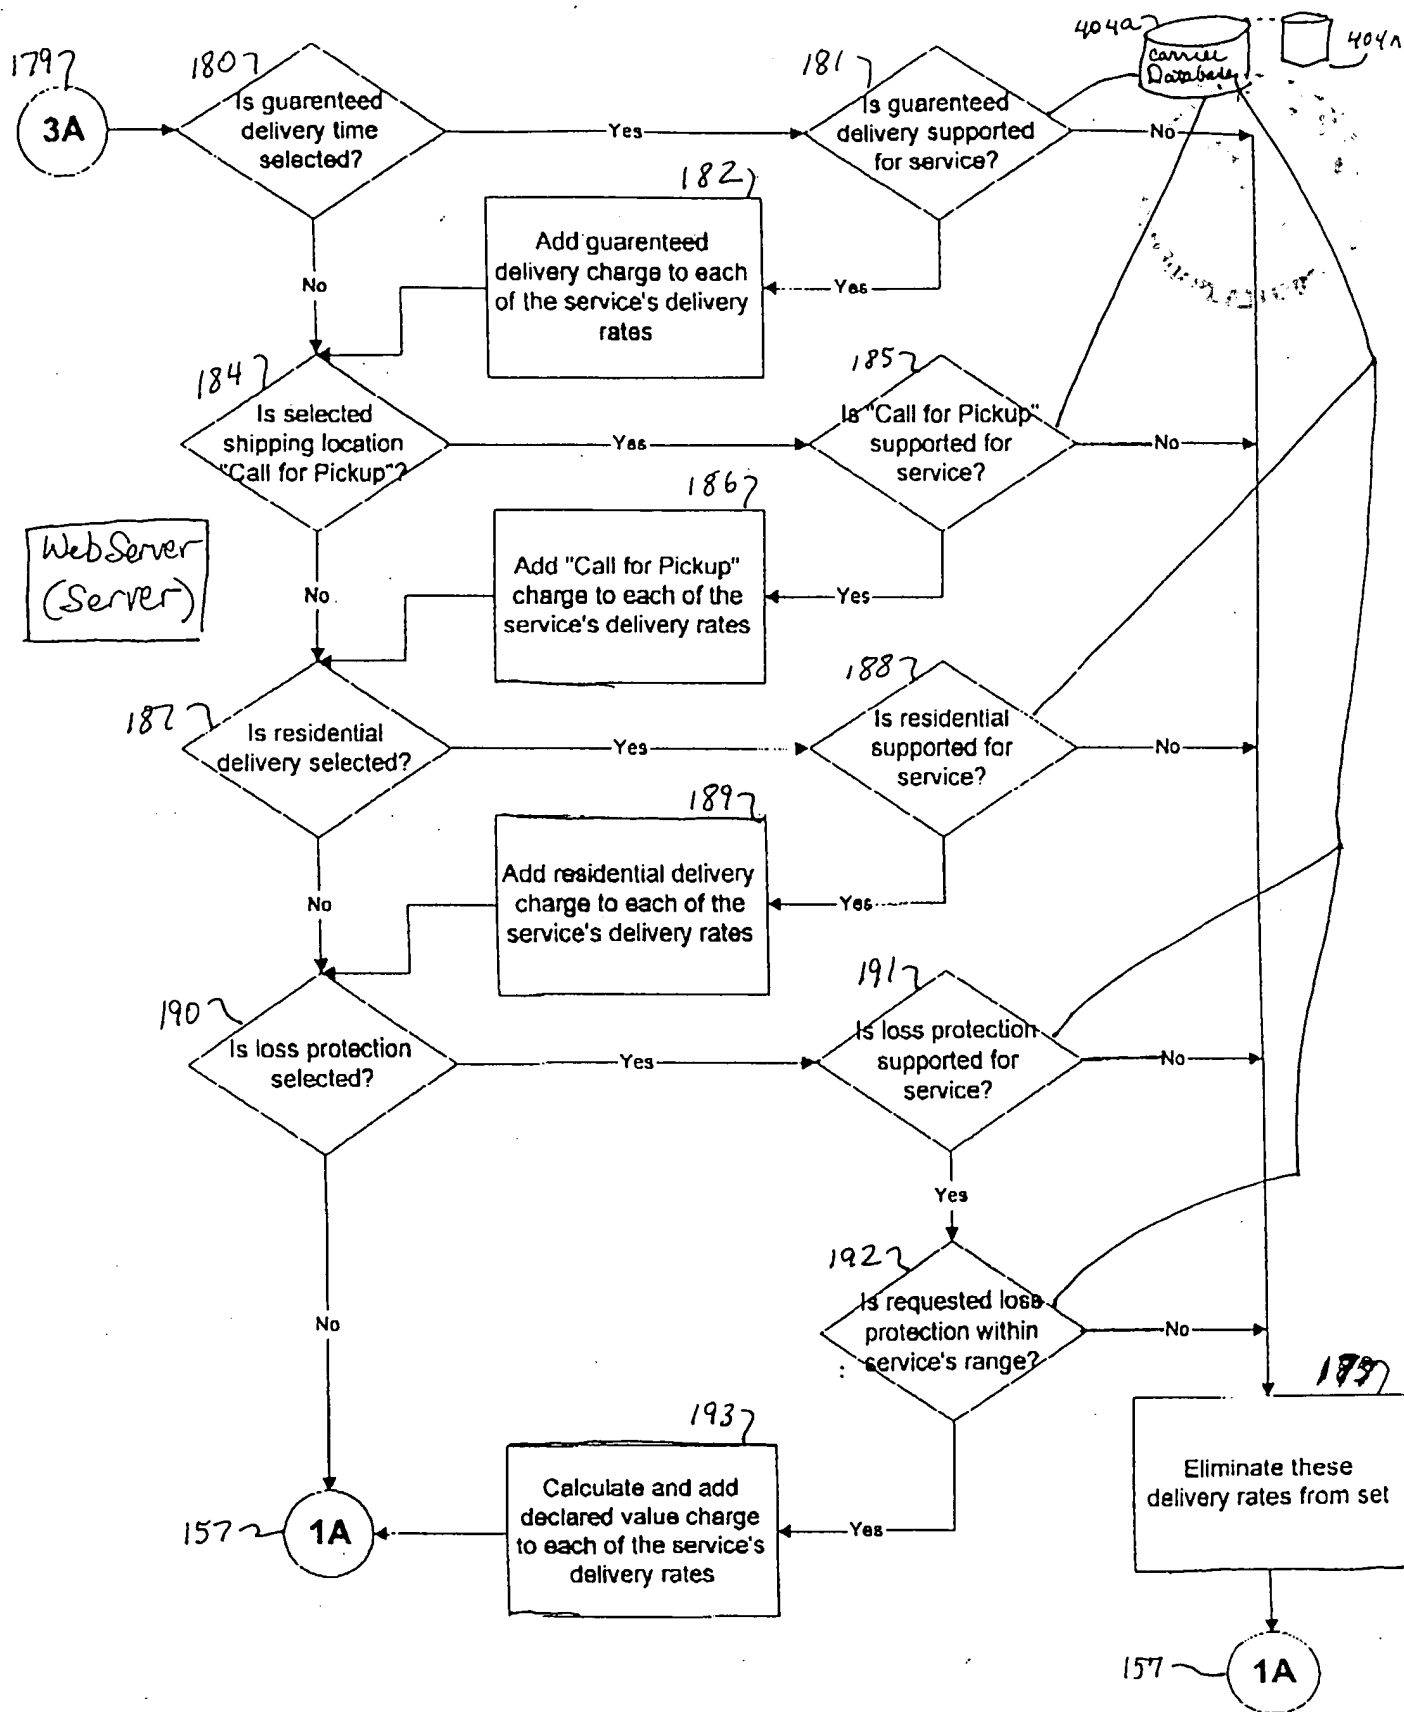 404a
404n
1797
3A
1807
Is guarenteed
delivery time
selected?
Yes
1817
Is guarenteed
delivery supported
for service?
carrier
Database
No
182
Add guarenteed
delivery charge to each
of the service's delivery
rates
Yes
No
184
Is selected
shipping location
"Call for Pickup"?
Yes
185
Is "Call for Pickup"
supported for
service?
No
186
Add "Call for Pickup"
charge to each of the
service's delivery rates
Yes
No
WebServer
(Server)
187
Is residential
delivery selected?
Yes
188
Is residential
supported for
service?
No
189
Add residential delivery
charge to each of the
service's delivery rates
Yes
No
190
Is loss protection
selected?
Yes
191
Is loss protection
supported for
service?
No
Yes
192
Is requested loss
protection within
service's range?
No
No
193
Calculate and add
declared value charge
to each of the service's
delivery rates
Yes
157
1A
Eliminate these
delivery rates from set
157
1A